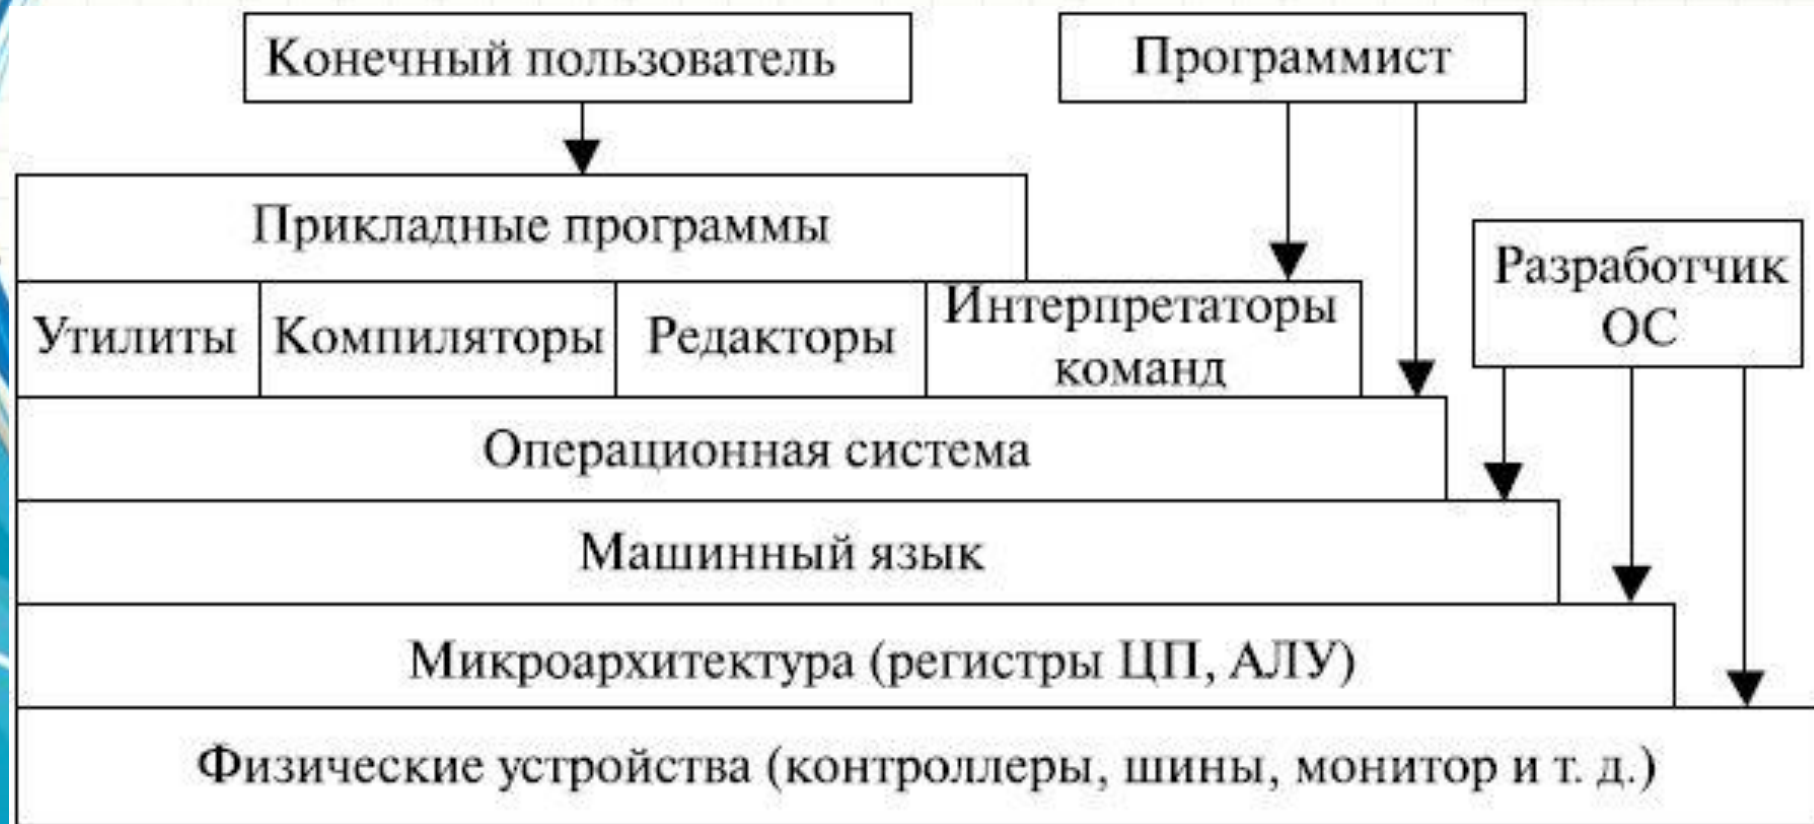 Конечный пользователь
Программист
Прикладные программы
Разработчик
ОС
Утилиты
Компиляторы
Редакторы
Интерпретаторы
команд
Операционная система
Машинный язык
Микроархитектура (регистры ЦП, АЛУ)
Физические устройства (контроллеры, шины, монитор и т. д.)